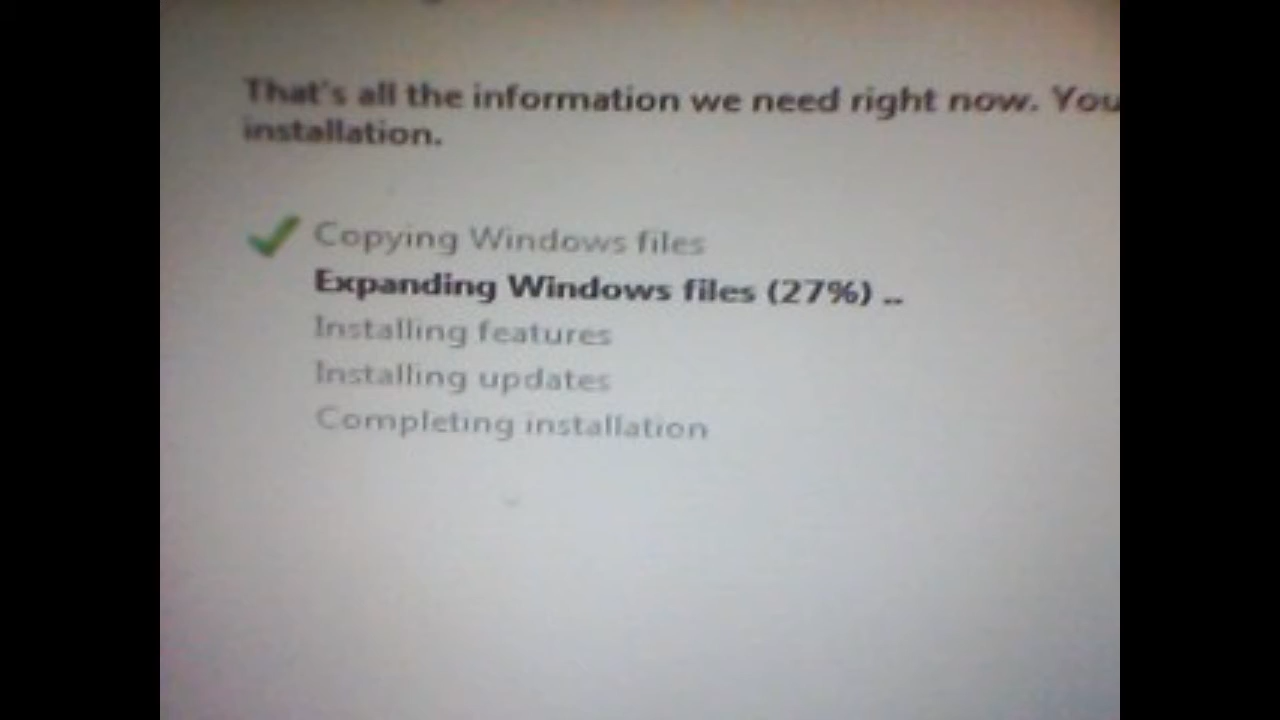 That's all the information we need right now. You
installation.
Copying Windows files
Expanding Windows files (27%) ..
Installing features
Installing updates
Completing installation